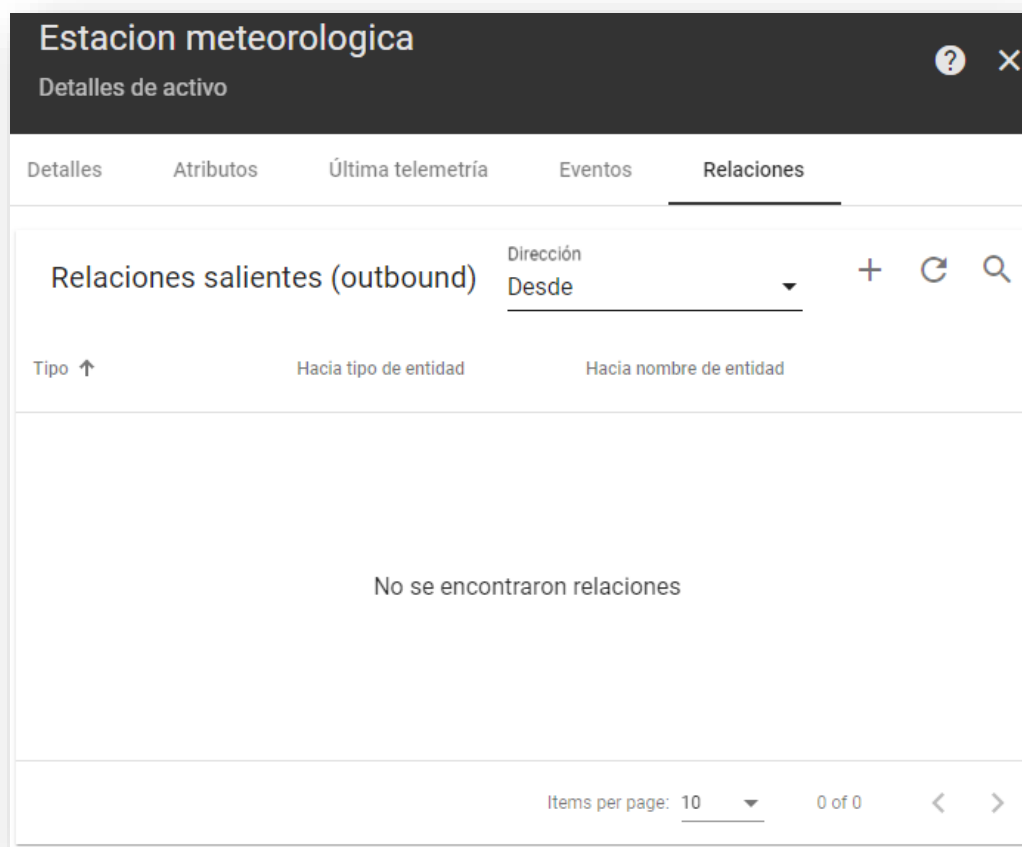 Estacion meteorologica
Detalles de activo
Detalles Atributos Última telemetría Eventos Relaciones
Relaciones salientes (outbound)
Dirección
Desde
Tipo Hacia tipo de entidad Hacia nombre de entidad
No se encontraron relaciones
Items per page: 10 0 of 0